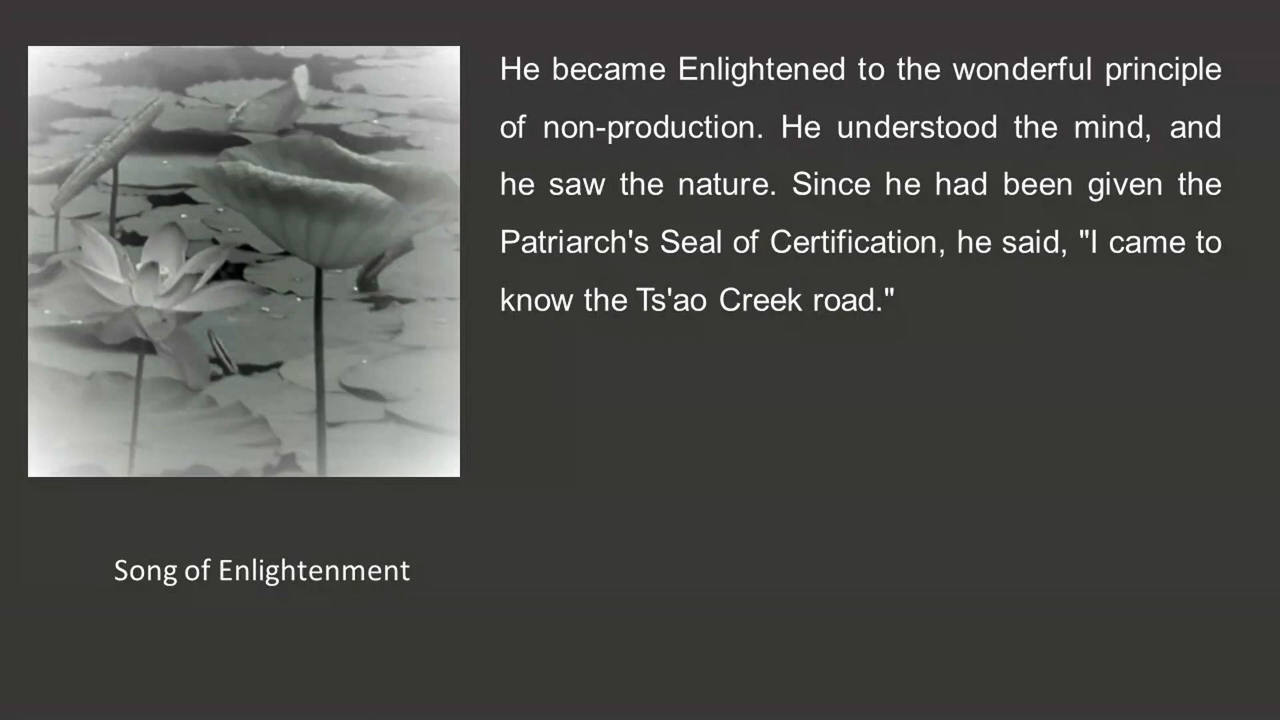 He became Enlightened to the wonderful principle
of non-production. He understood the mind, and
he saw the nature. Since he had been given the
Patriarch's Seal of Certification, he said, "I came to
know the Ts'ao Creek road."
Song of Enlightenment